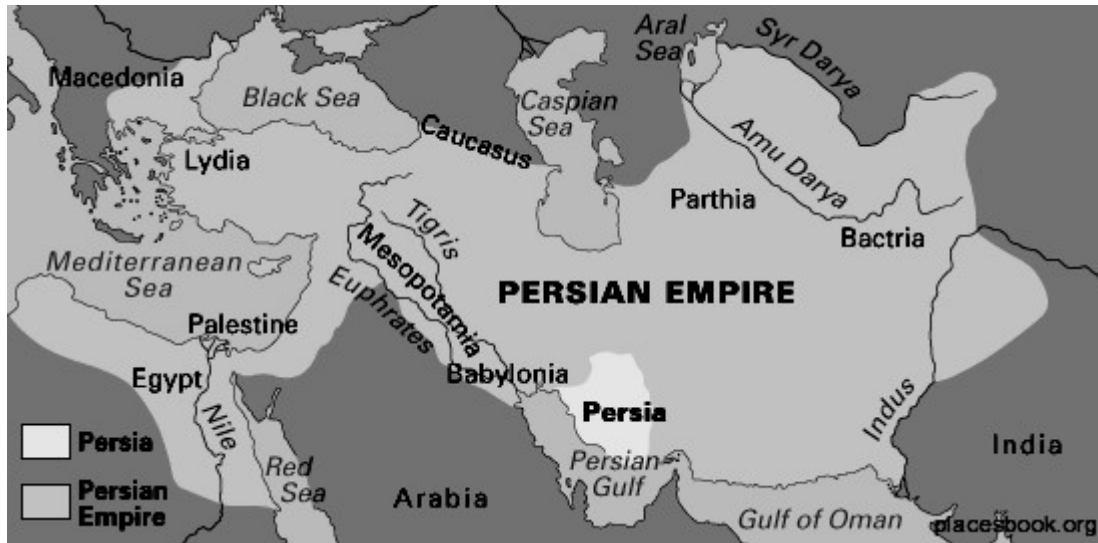 Macedonia
Black Sea
Aral
Sea
Syr Darya
Caspian
Sea
Caucasus
Lydia
Amu Darya
Parthia
Bactria
Tigris
Mesopotamia
Euphrates
Mediterranean
Sea
PERSIAN EMPIRE
Palestine
Egypt
Nile
Babylonia
Persia
Indus
India
Red
Sea
Arabia
Persian
Gulf
Gulf of Oman
Persia
Persian
Empire
placesbook.org